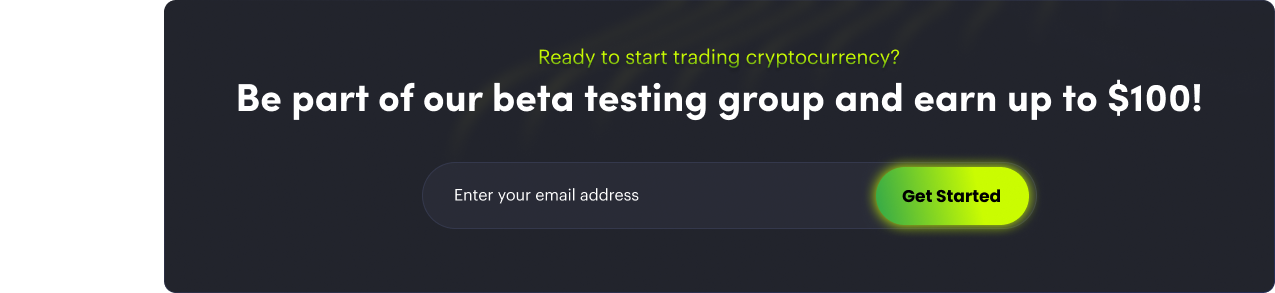 Ready to start trading cryptocurrency?
Be part of our beta testing group and earn up to $100!
Enter your email address
Get Started